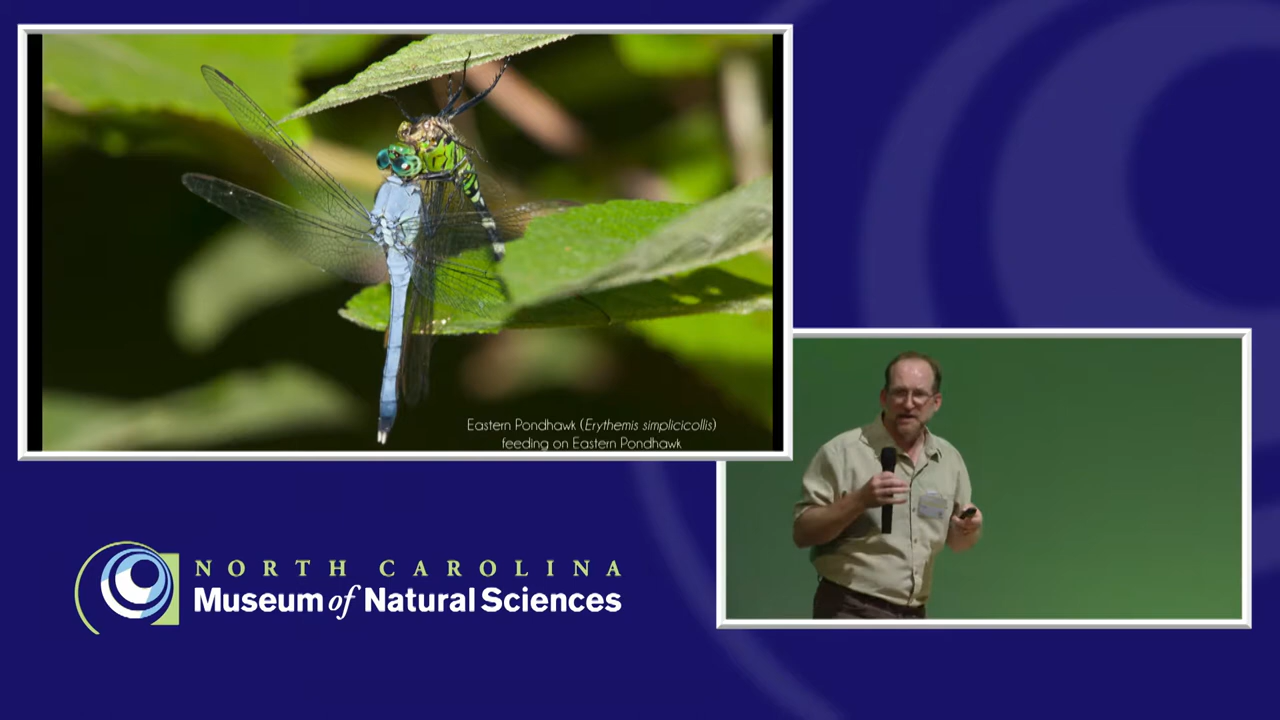 Eastern Pondhawk (Erythemis simplicicollis)
feeding on Eastern Pondhawk
NORTH CAROLINA
Museum of Natural Sciences